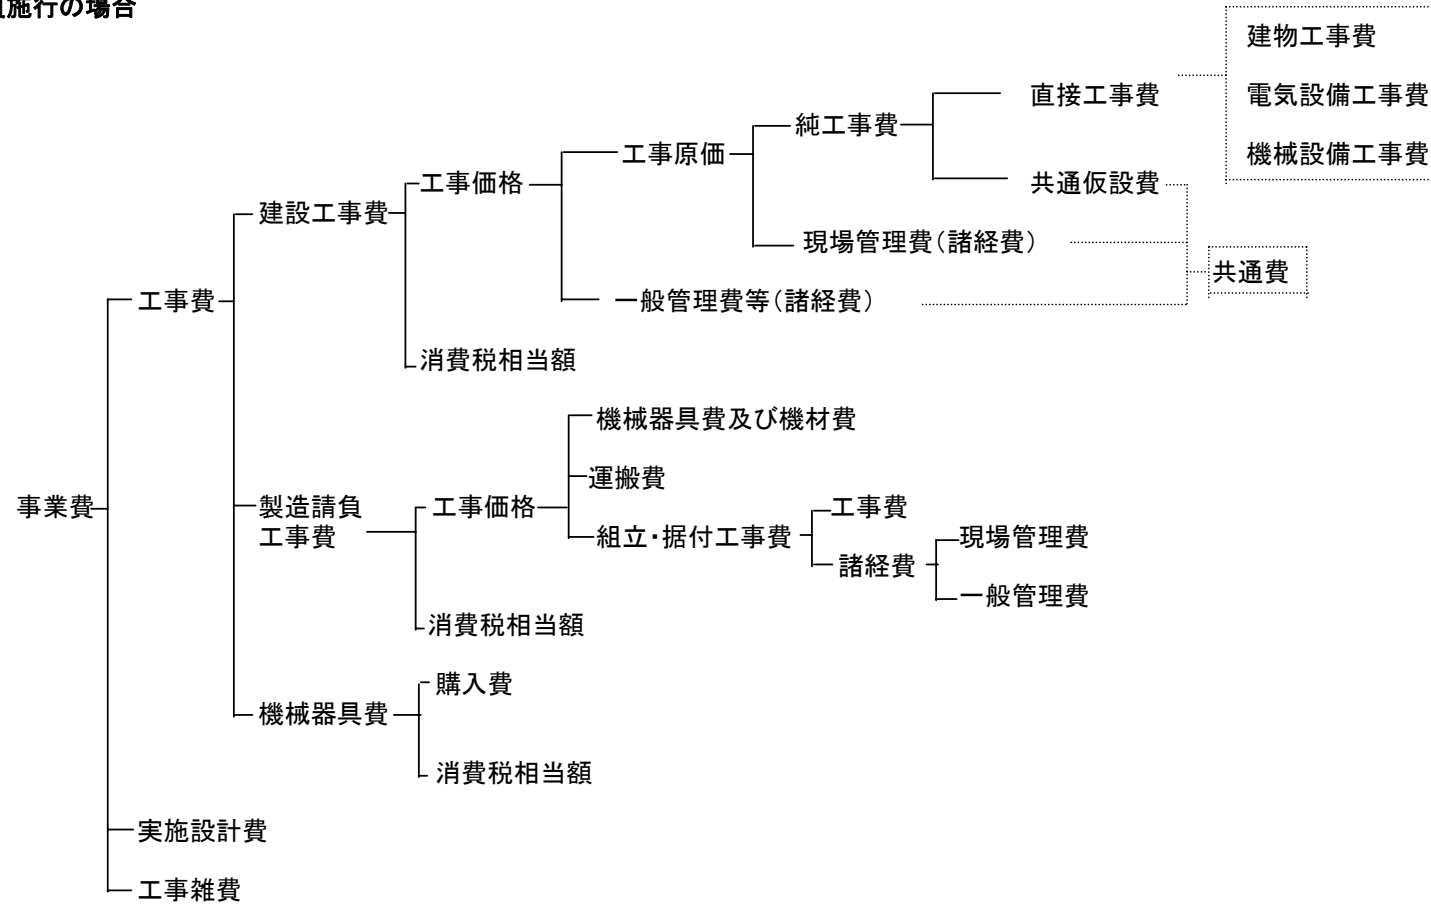 施行の場合
建物工事費
直接工事費
電気設備工事費
純工事費
工事原価
機械設備工事費
工事価格
共通仮設費
建設工事費
現場管理費（諸経費）
共通費
工事費
一般管理費等（諸経費）
消費税相当額
機械器具費及び機材費
運搬費
事業費
製造請負
工事費
工事価格
工事費
組立・据付工事費
現場管理費
諸経費
一般管理費
消費税相当額
購入費
機械器具費
消費税相当額
実施設計費
工事雑費